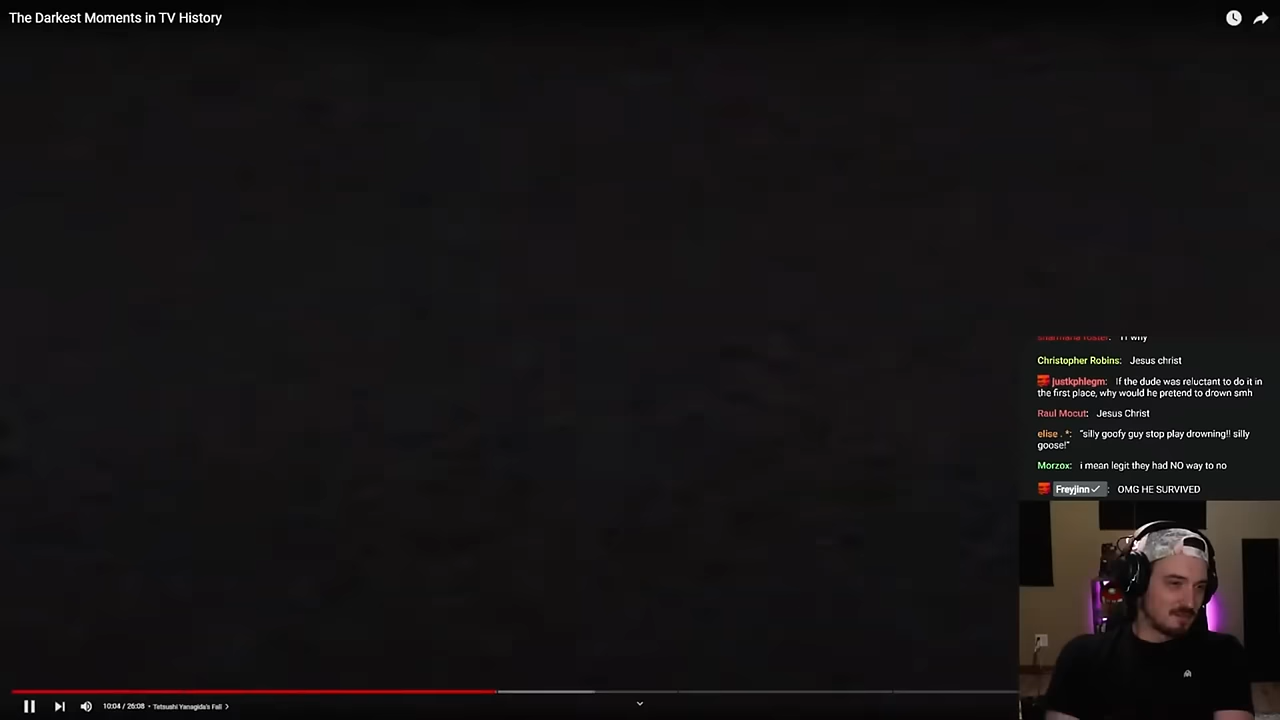 The Darkest Moments in TV History
why
Christopher Robins: Jesus christ
justkphlegm: If the dude was reluctant to do it in
the first place, why would he pretend to drown smh
Raul Mocut: Jesus Christ
elise . *: "silly goofy guy stop play drowning!! silly
goose!"
Morzox: i mean legit they had NO way to no
Freyjinn ✓ : OMG HE SURVIVED
10:04 / 26:08 • Tetsushi Yanagida's Fall >